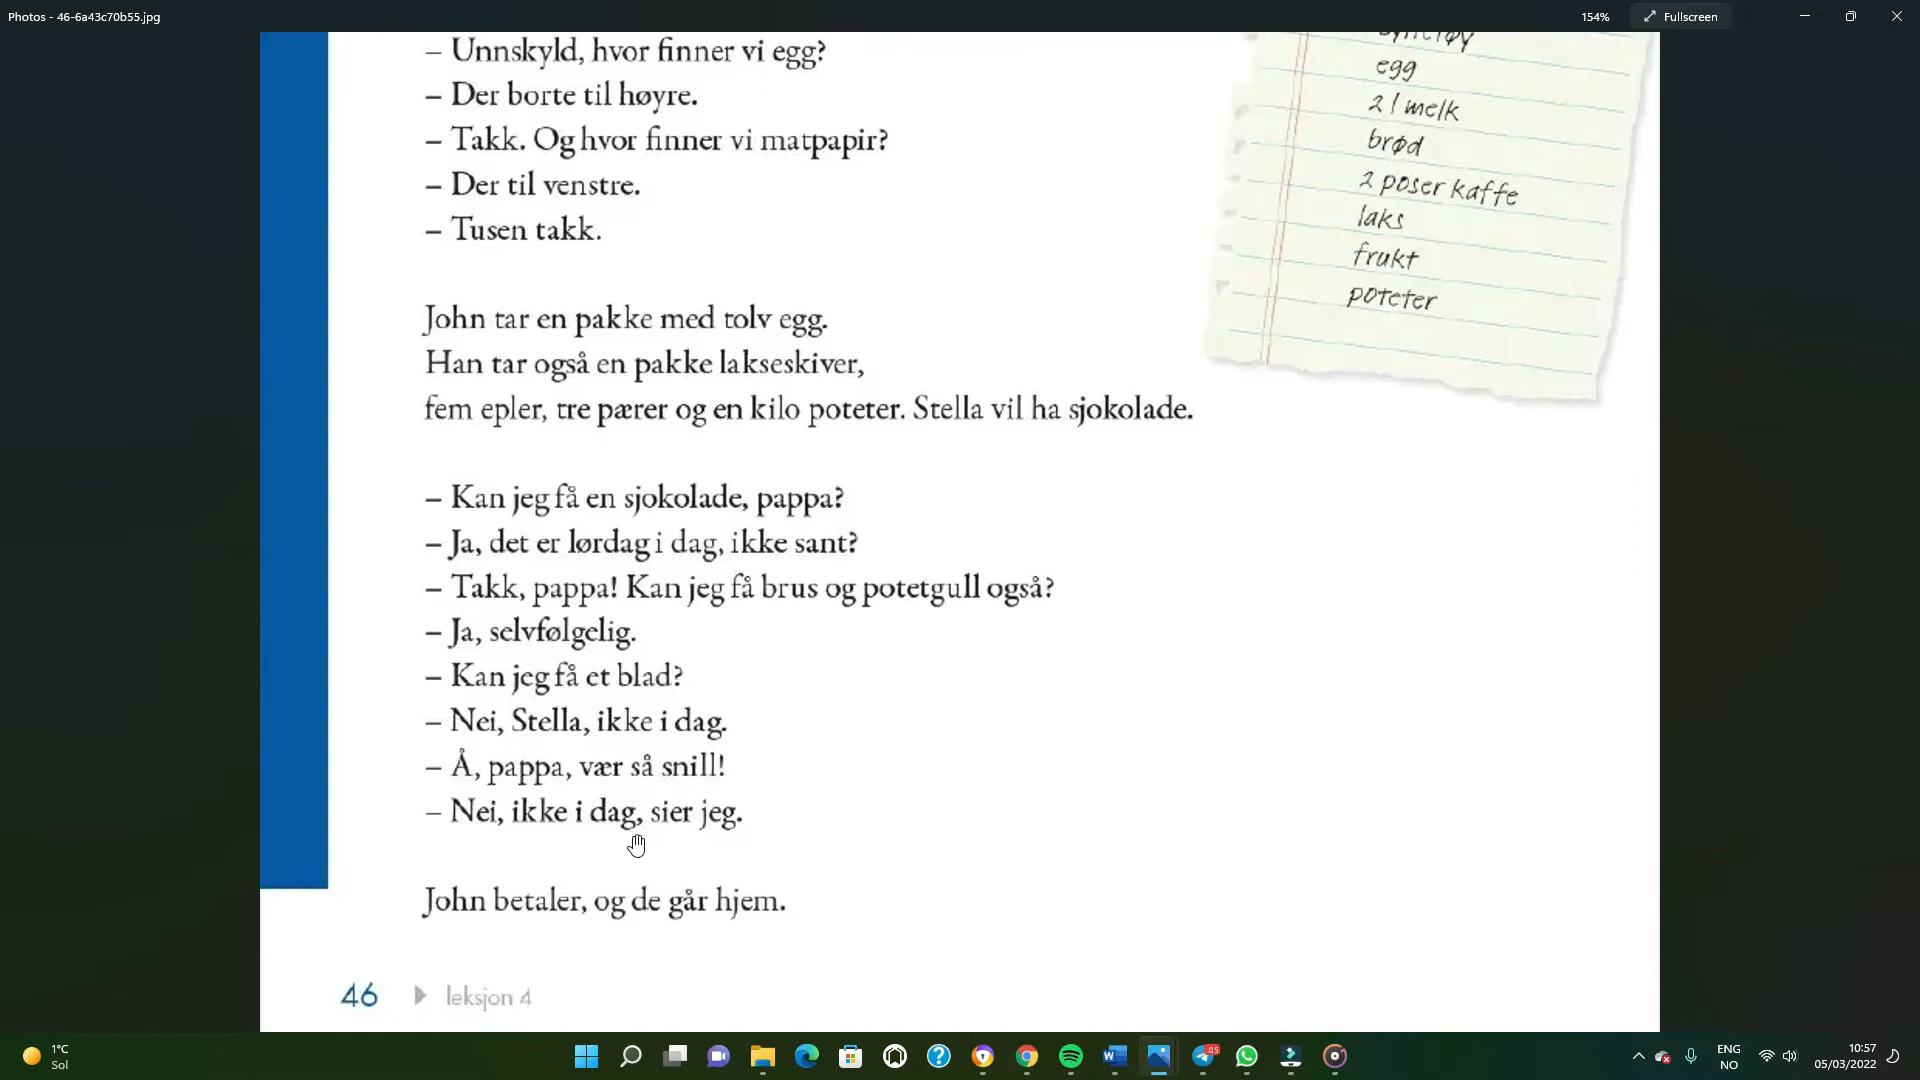 Photos - 46-6a43c70b55.jpg
154%
Fullscreen
– Unnskyld, hvor finner vi egg?
– Der borte til høyre.
– Takk. Og hvor finner vi matpapir?
– Der til venstre.
– Tusen takk.
egg
2 l melk
brød
2 poser kaffe
laks
frukt
poteter
John tar en pakke med tolv egg.
Han tar også en pakke lakseskiver,
fem epler, tre pærer og en kilo poteter. Stella vil ha sjokolade.
– Kan jeg få en sjokolade, pappa?
– Ja, det er lørdag i dag, ikke sant?
– Takk, pappa! Kan jeg få brus og potetgull også?
– Ja, selvfølgelig.
– Kan jeg få et blad?
– Nei, Stella, ikke i dag.
– Å, pappa, vær så snill!
– Nei, ikke i dag, sier jeg.
John betaler, og de går hjem.
46 leksjon 4
1°C
Sol
.05
ENG
NO
10:57
05/03/2022